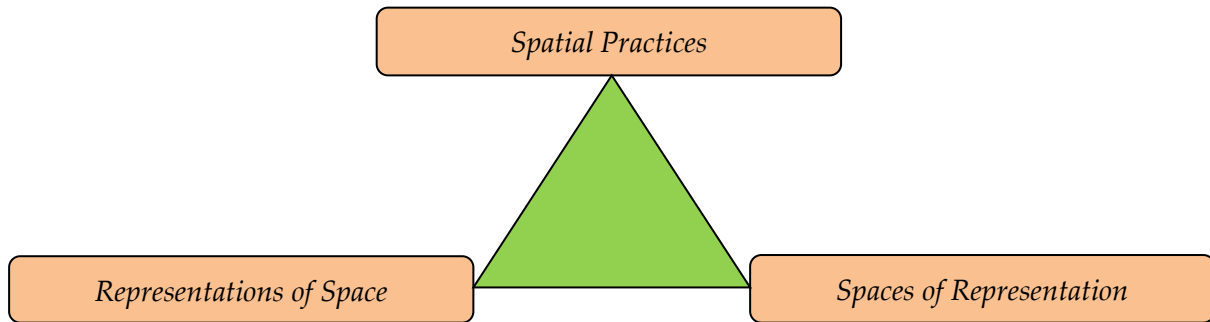 Spatial Practices
Representations of Space
Spaces of Representation